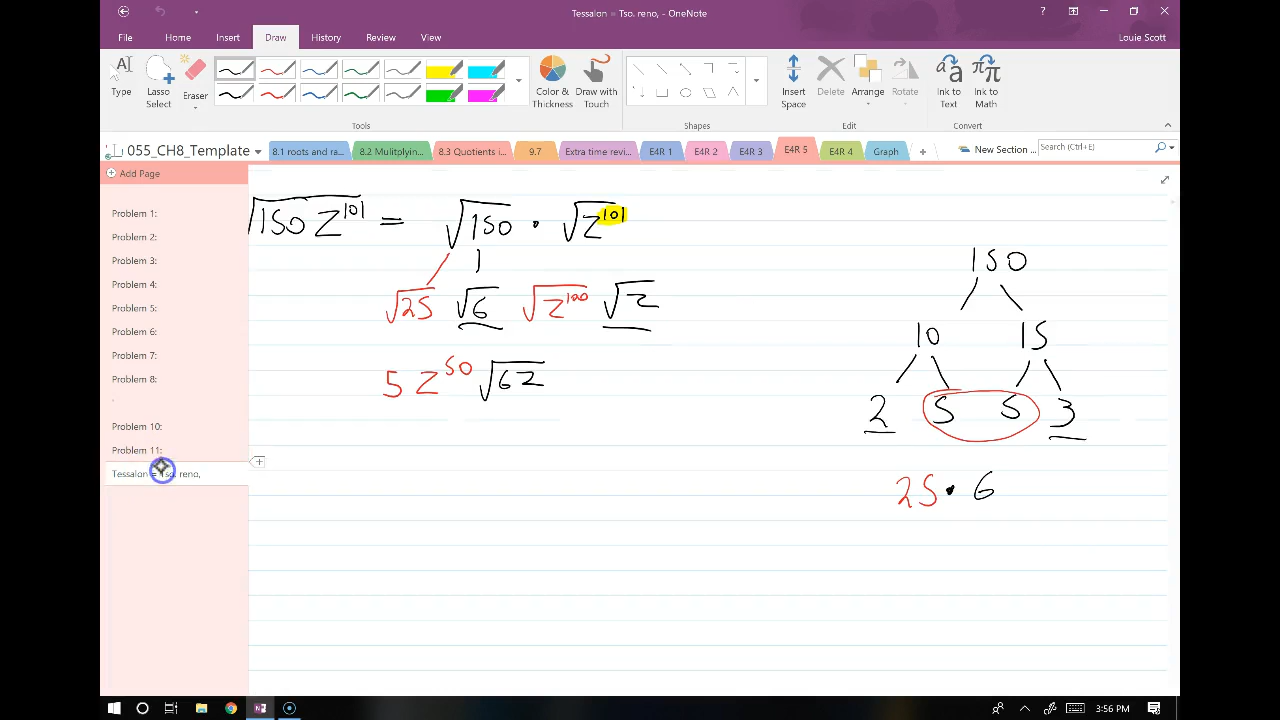 Tessalon = Tso. reno, - OneNote
?
File Home Insert Draw History Review View
Louie Scott
Type
Lasso Select
Eraser
Color & Thickness
Draw with Touch
Insert Space
Delete
Arrange
Rotate
Ink to Text
Ink to Math
Tools
Shapes
Edit
Convert
055_CH8_Template
8.1 roots and ra...
8.2 Mulitplyin...
8.3 Quotients i...
9.7
Extra time revi...
E4R 1
E4R 2
E4R 3
E4R 5
E4R 4
Graph
New Section...
Search (Ctrl+E)
Add Page
Problem 1:
Problem 2:
Problem 3:
Problem 4:
Problem 5:
Problem 6:
Problem 7:
Problem 8:
Problem 10:
Problem 11:
Tessalon = Tso. reno,
√150 z^101 = √150 · √z^101
√25 √6 √z^100 √z
5 z^50 √6z
150
10 15
2 5 5 3
25 · 6
3:56 PM